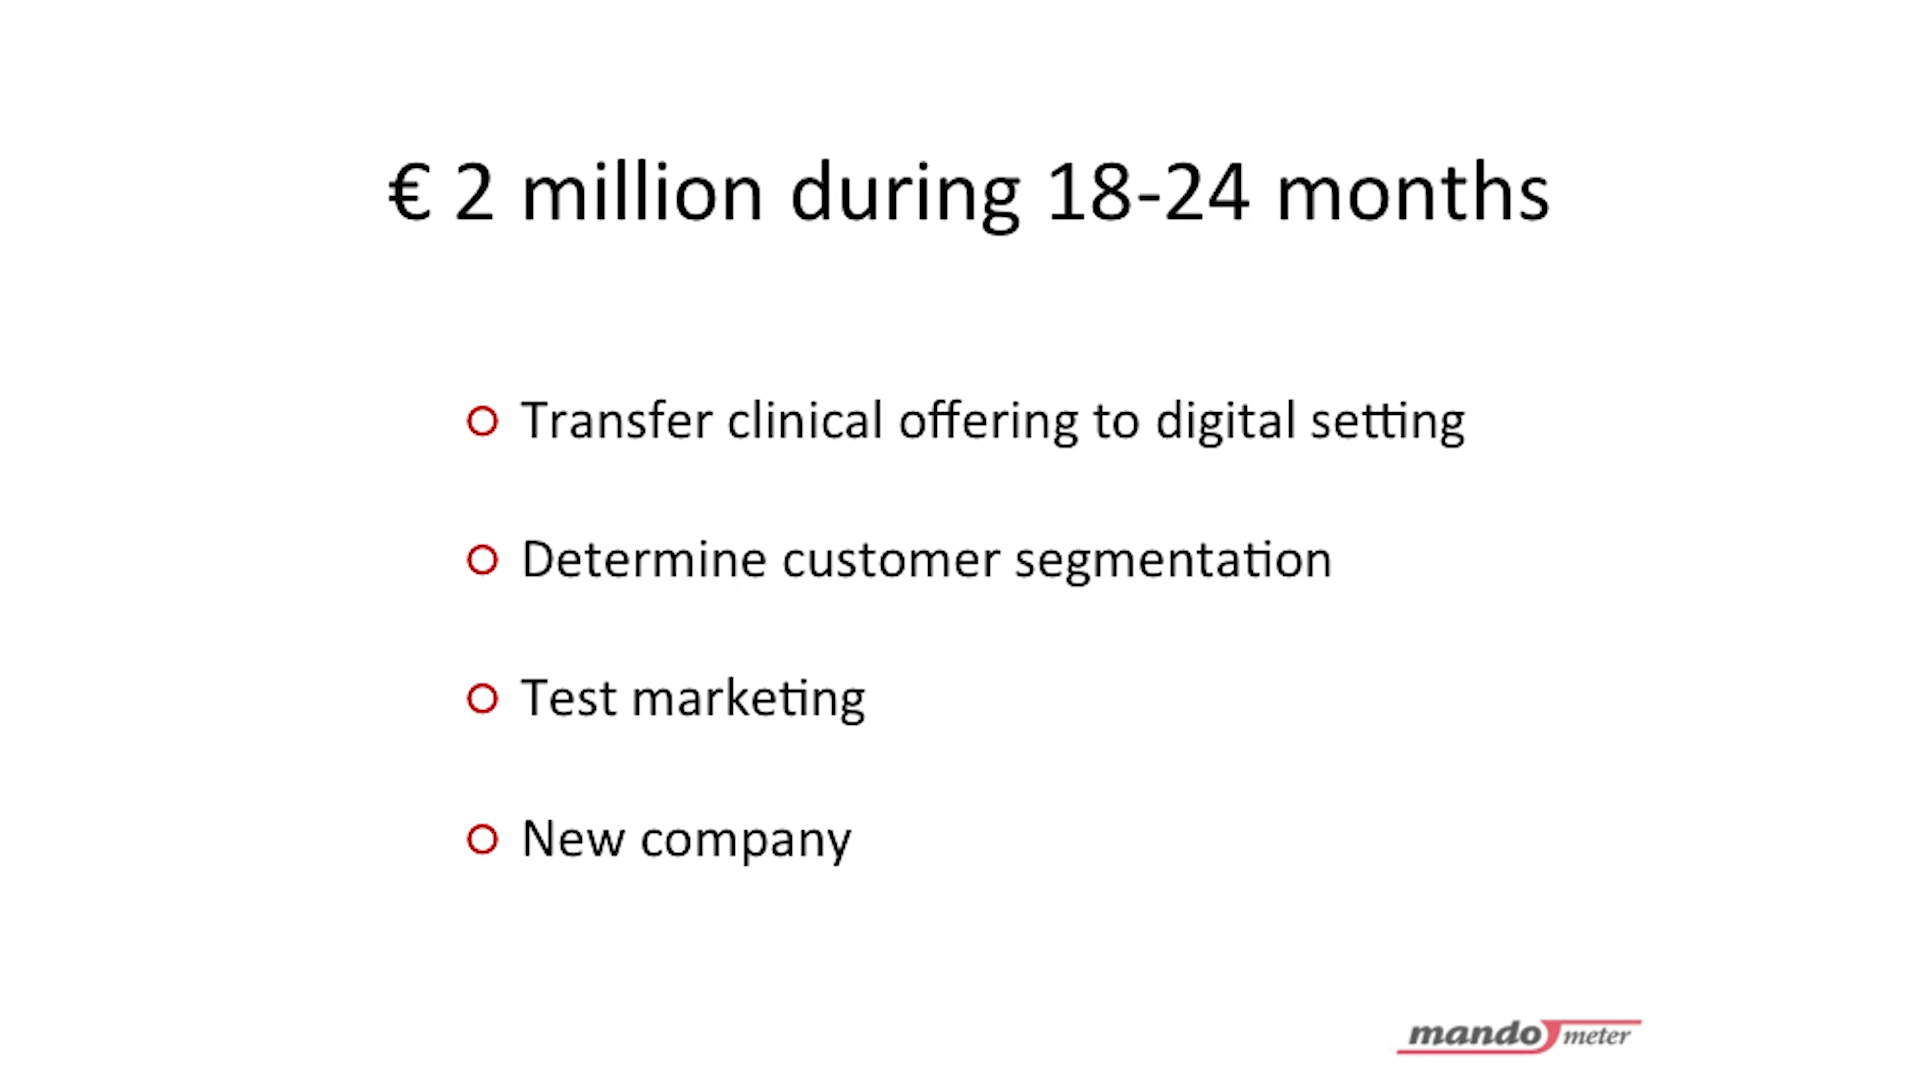 € 2 million during 18-24 months
Transfer clinical offering to digital setting
Determine customer segmentation
Test marketing
New company
mando meter